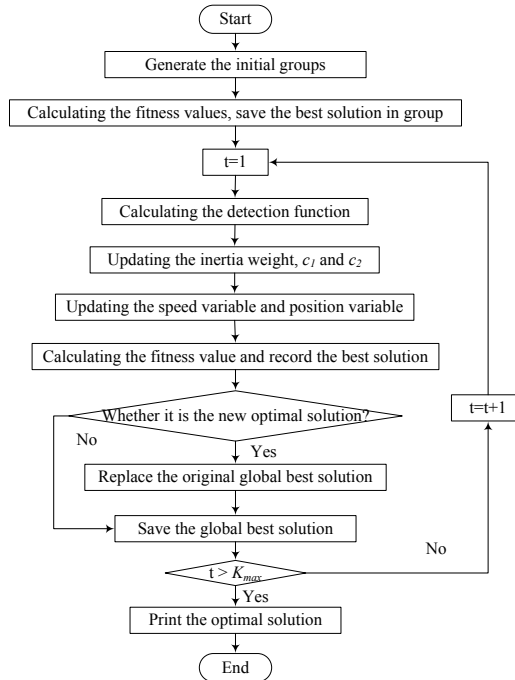 Start
Generate the initial groups
Calculating the fitness values, save the best solution in group
t=1
Calculating the detection function
Updating the inertia weight, c1 and c2
Updating the speed variable and position variable
Calculating the fitness value and record the best solution
Whether it is the new optimal solution?
t=t+1
No
Yes
Replace the original global best solution
Save the global best solution
No
t > Kmax
Yes
Print the optimal solution
End